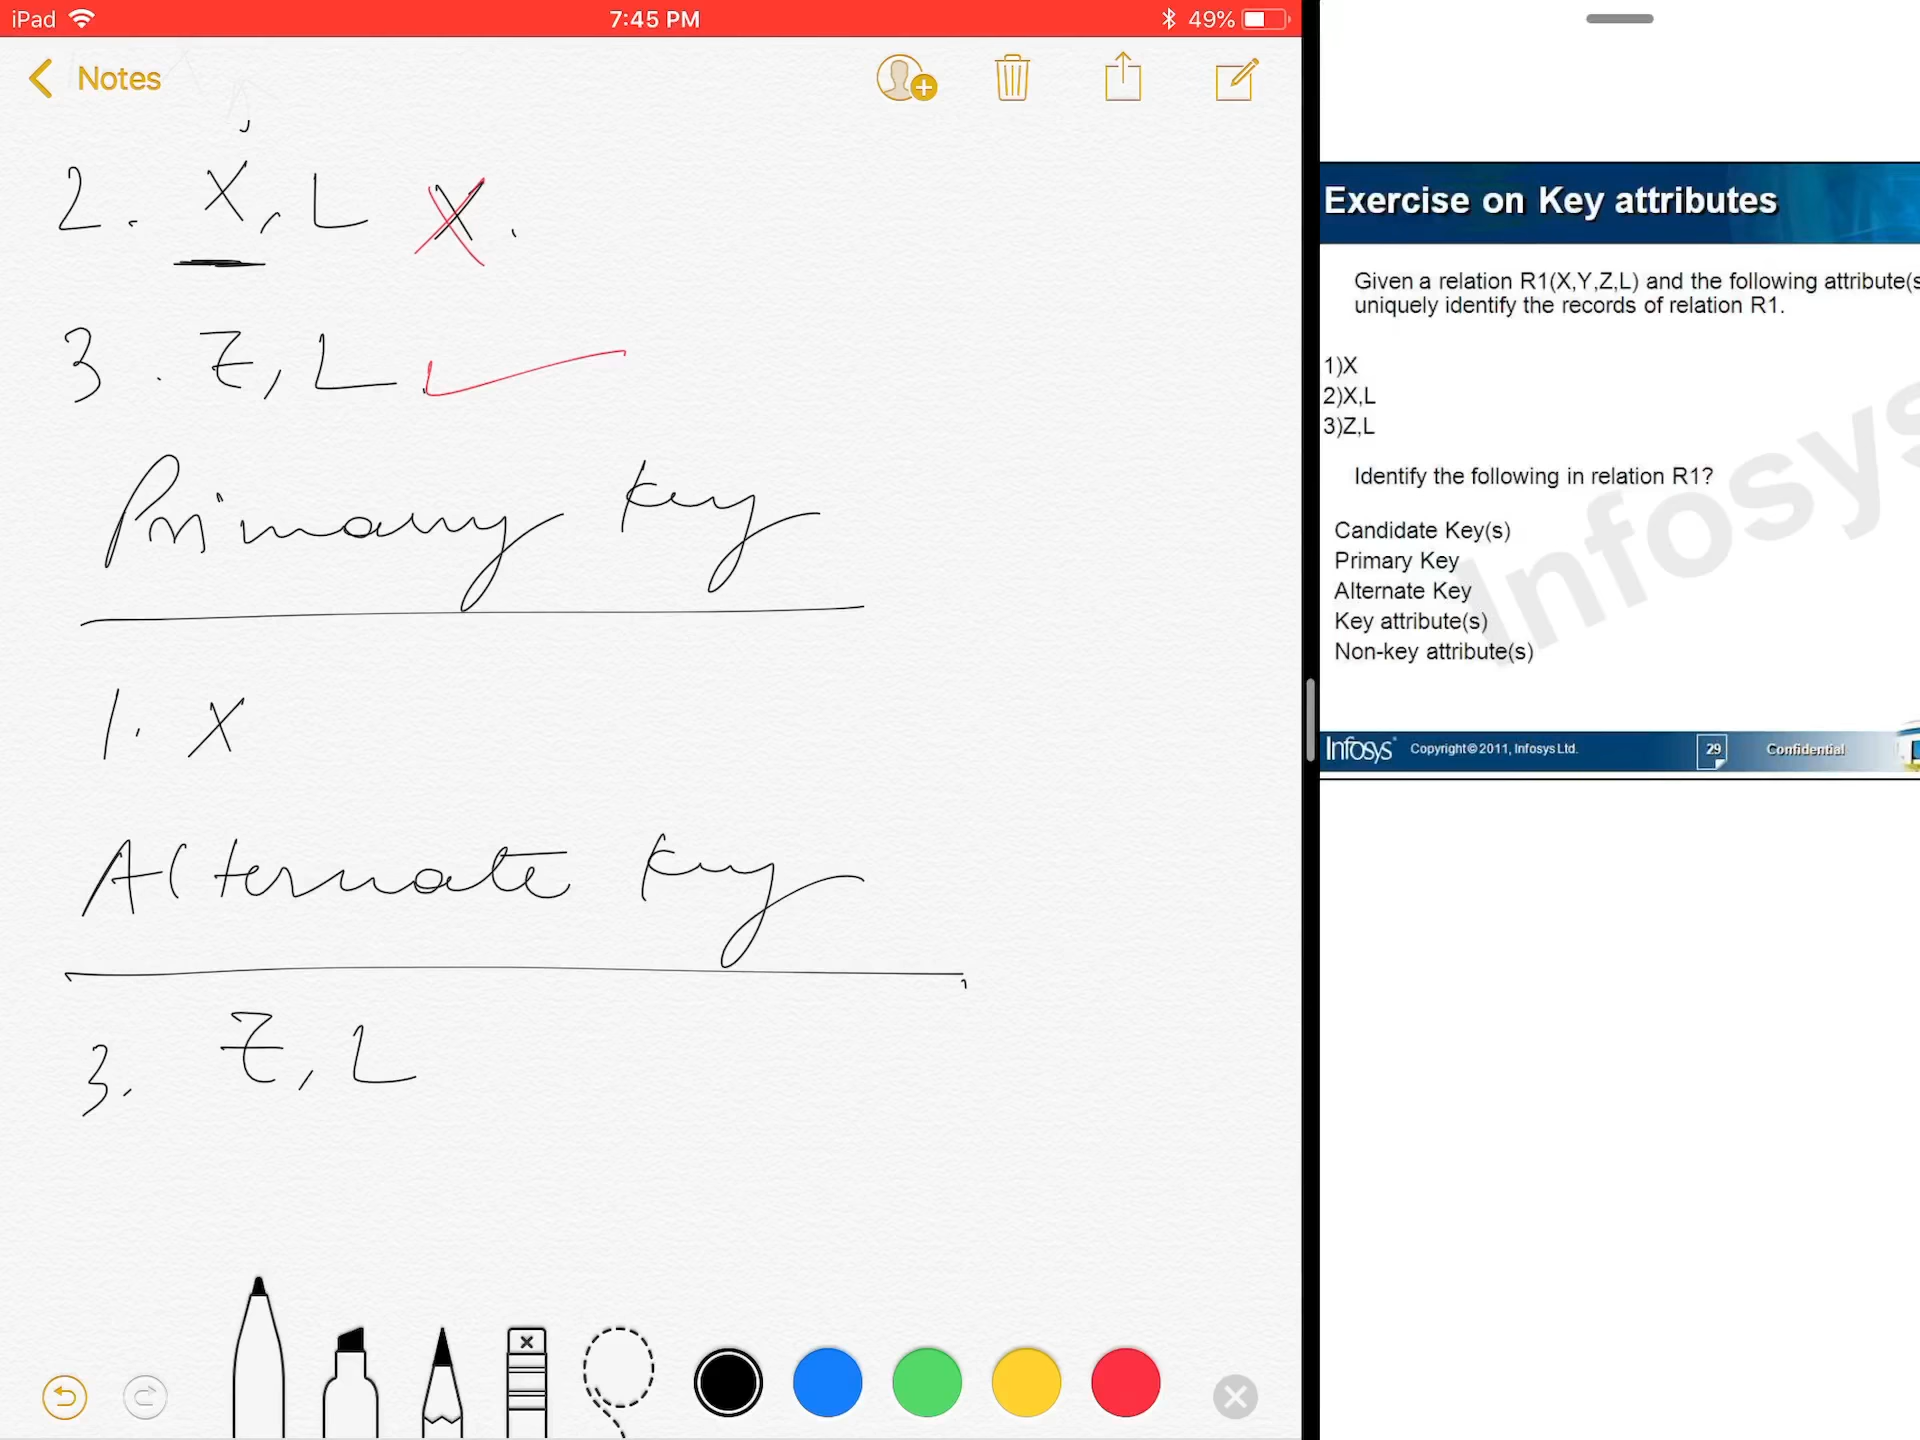 iPad 7:45 PM 49%
Notes
2. X, L X.
3. Z, L
Primary Key
1. X
Alternate Key
3. Z, L
Exercise on Key attributes
Given a relation R1(X,Y,Z,L) and the following attribute(s
uniquely identify the records of relation R1.
1)X
2)X,L
3)Z,L
Identify the following in relation R1?
Candidate Key(s)
Primary Key
Alternate Key
Key attribute(s)
Non-key attribute(s)
Infosys
Infosys Copyright©2011, Infosys Ltd. 29 Confidential